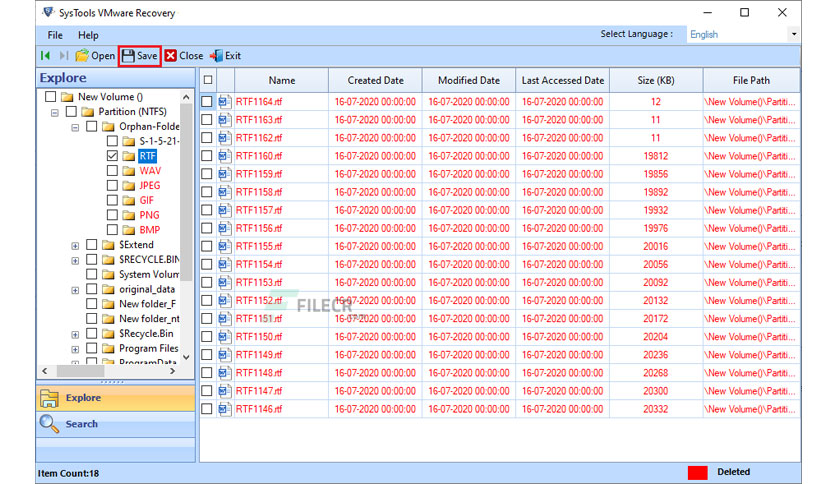 SysTools VMware Recovery
File Help Select Language : English
Open Save Close Exit
Explore
New Volume ()
Partition (NTFS)
Orphan-Folde
S-1-5-21-
RTF
WAV
JPEG
GIF
PNG
BMP
$Extend
$RECYCLE.BIN
System Volum
original_data
New folder_F
New folder_nt
$Recycle.Bin
Program Files
ProgramData
Explore
Search
Name Created Date Modified Date Last Accessed Date Size (KB) File Path
RTF1164.rtf 16-07-2020 00:00:00 16-07-2020 00:00:00 16-07-2020 00:00:00 12 \New Volume()\Partiti...
RTF1163.rtf 16-07-2020 00:00:00 16-07-2020 00:00:00 16-07-2020 00:00:00 11 \New Volume()\Partiti...
RTF1162.rtf 16-07-2020 00:00:00 16-07-2020 00:00:00 16-07-2020 00:00:00 11 \New Volume()\Partiti...
RTF1160.rtf 16-07-2020 00:00:00 16-07-2020 00:00:00 16-07-2020 00:00:00 19812 \New Volume()\Partiti...
RTF1159.rtf 16-07-2020 00:00:00 16-07-2020 00:00:00 16-07-2020 00:00:00 19856 \New Volume()\Partiti...
RTF1158.rtf 16-07-2020 00:00:00 16-07-2020 00:00:00 16-07-2020 00:00:00 19892 \New Volume()\Partiti...
RTF1157.rtf 16-07-2020 00:00:00 16-07-2020 00:00:00 16-07-2020 00:00:00 19932 \New Volume()\Partiti...
RTF1156.rtf 16-07-2020 00:00:00 16-07-2020 00:00:00 16-07-2020 00:00:00 19976 \New Volume()\Partiti...
RTF1155.rtf 16-07-2020 00:00:00 16-07-2020 00:00:00 16-07-2020 00:00:00 20016 \New Volume()\Partiti...
RTF1154.rtf 16-07-2020 00:00:00 16-07-2020 00:00:00 16-07-2020 00:00:00 20056 \New Volume()\Partiti...
RTF1153.rtf 16-07-2020 00:00:00 16-07-2020 00:00:00 16-07-2020 00:00:00 20092 \New Volume()\Partiti...
RTF1152.rtf 16-07-2020 00:00:00 16-07-2020 00:00:00 16-07-2020 00:00:00 20132 \New Volume()\Partiti...
RTF1151.rtf 16-07-2020 00:00:00 16-07-2020 00:00:00 16-07-2020 00:00:00 20172 \New Volume()\Partiti...
RTF1150.rtf 16-07-2020 00:00:00 16-07-2020 00:00:00 16-07-2020 00:00:00 20204 \New Volume()\Partiti...
RTF1149.rtf 16-07-2020 00:00:00 16-07-2020 00:00:00 16-07-2020 00:00:00 20236 \New Volume()\Partiti...
RTF1148.rtf 16-07-2020 00:00:00 16-07-2020 00:00:00 16-07-2020 00:00:00 20268 \New Volume()\Partiti...
RTF1147.rtf 16-07-2020 00:00:00 16-07-2020 00:00:00 16-07-2020 00:00:00 20300 \New Volume()\Partiti...
RTF1146.rtf 16-07-2020 00:00:00 16-07-2020 00:00:00 16-07-2020 00:00:00 20332 \New Volume()\Partiti...
FILECR
Item Count:18 Deleted